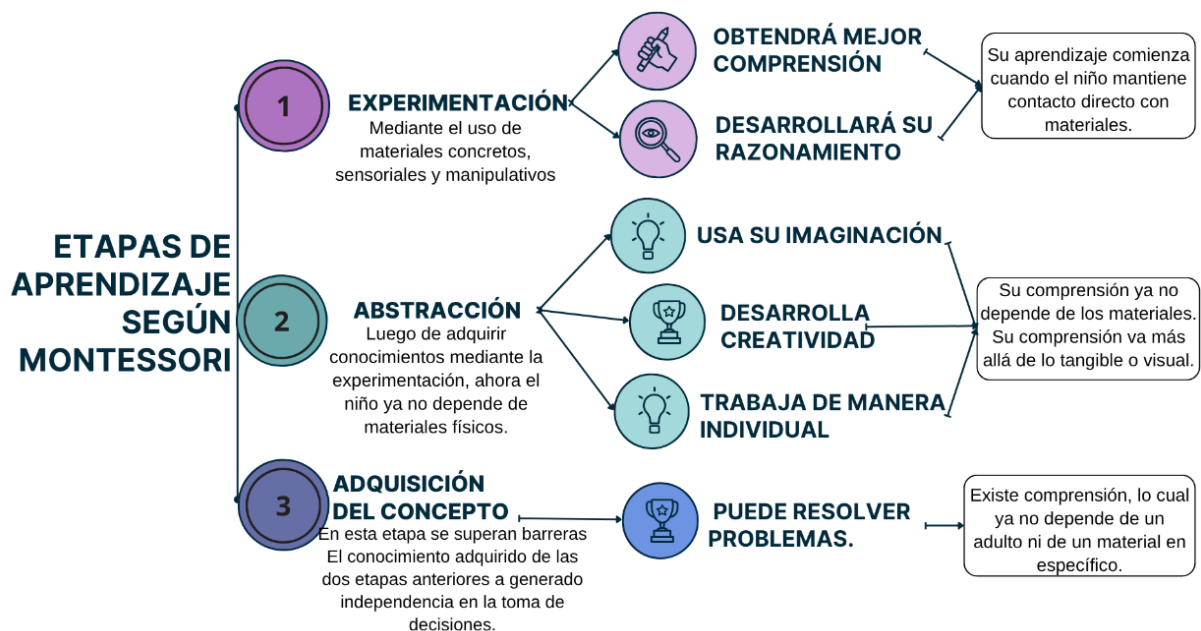 ETAPAS DE
APRENDIZAJE
SEGÚN
MONTESSORI
1
EXPERIMENTACIÓN
Mediante el uso de
materiales concretos,
sensoriales y manipulativos
OBTENDRÁ MEJOR
COMPRENSIÓN
DESARROLLARÁ SU
RAZONAMIENTO
Su aprendizaje comienza
cuando el niño mantiene
contacto directo con
materiales.
2
ABSTRACCIÓN
Luego de adquirir
conocimientos mediante la
experimentación, ahora el
niño ya no depende de
materiales físicos.
USA SU IMAGINACIÓN
DESARROLLA
CREATIVIDAD
TRABAJA DE MANERA
INDIVIDUAL
Su comprensión ya no
depende de los materiales.
Su comprensión va más
allá de lo tangible o visual.
3
ADQUISICIÓN
DEL CONCEPTO
En esta etapa se superan barreras
El conocimiento adquirido de las
dos etapas anteriores a generado
independencia en la toma de
decisiones.
PUEDE RESOLVER
PROBLEMAS.
Existe comprensión, lo cual
ya no depende de un
adulto ni de un material en
específico.